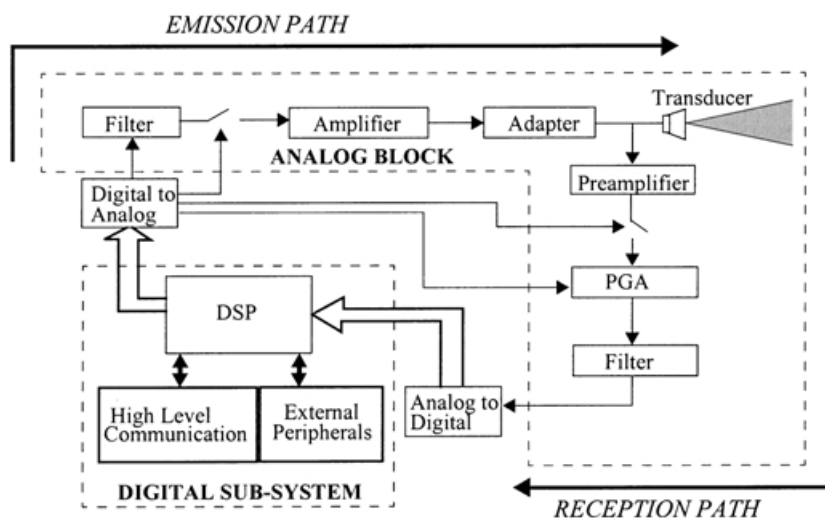 EMISSION PATH
Transducer
Filter
Amplifier
Adapter
ANALOG BLOCK
Preamplifier
Digital to
Analog
PGA
DSP
Filter
High Level
Communication
External
Peripherals
Analog to
Digital
DIGITAL SUB-SYSTEM
RECEPTION PATH